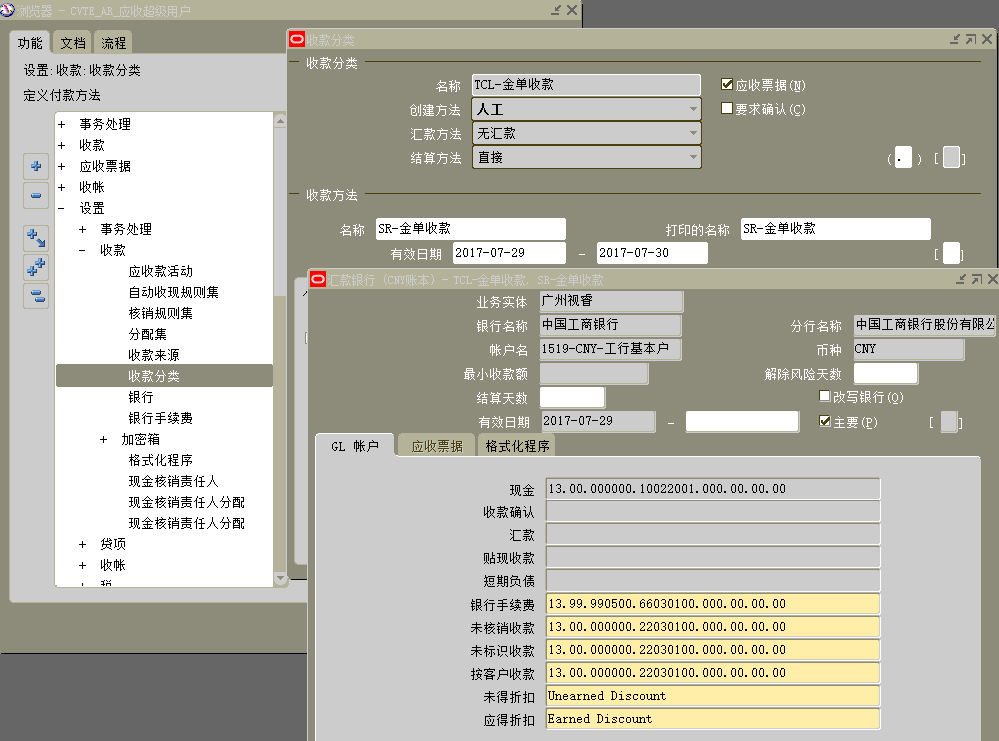 浏览器 - CVTE_AR_应收超级用户
功能 文档 流程
设置:收款:收款分类
定义付款方法
+ 事务处理
+ 收款
+ 应收票据
+ 收帐
- 设置
+ 事务处理
- 收款
应收款活动
自动收现规则集
核销规则集
分配集
收款来源
收款分类
银行
银行手续费
+ 加密箱
格式化程序
现金核销责任人
现金核销责任人分配
现金核销责任人分配
+ 贷项
+ 收帐
+ 税
收款分类
收款分类
名称 TCL-金单收款 应收票据(N)
创建方法 人工 要求确认(C)
汇款方法 无汇款
结算方法 直接 ( . ) [ ]
收款方法
名称 SR-金单收款 打印的名称 SR-金单收款
有效日期 2017-07-29 - 2017-07-30 [ ]
汇款银行 (CNY账本) - TCL-金单收款, SR-金单收款
业务实体 广州视睿
银行名称 中国工商银行 分行名称 中国工商银行股份有限公
帐户名 1519-CNY-工行基本户 币种 CNY
最小收款额 解除风险天数
结算天数 改写银行(O)
有效日期 2017-07-29 - 主要(P) [ ]
GL 帐户 应收票据 格式化程序
现金 13.00.000000.10022001.000.00.00.00
收款确认
汇款
贴现收款
短期负债
银行手续费 13.99.990500.66030100.000.00.00.00
未核销收款 13.00.000000.22030100.000.00.00.00
未标识收款 13.00.000000.22030100.000.00.00.00
按客户收款 13.00.000000.22030100.000.00.00.00
未得折扣 Unearned Discount
应得折扣 Earned Discount